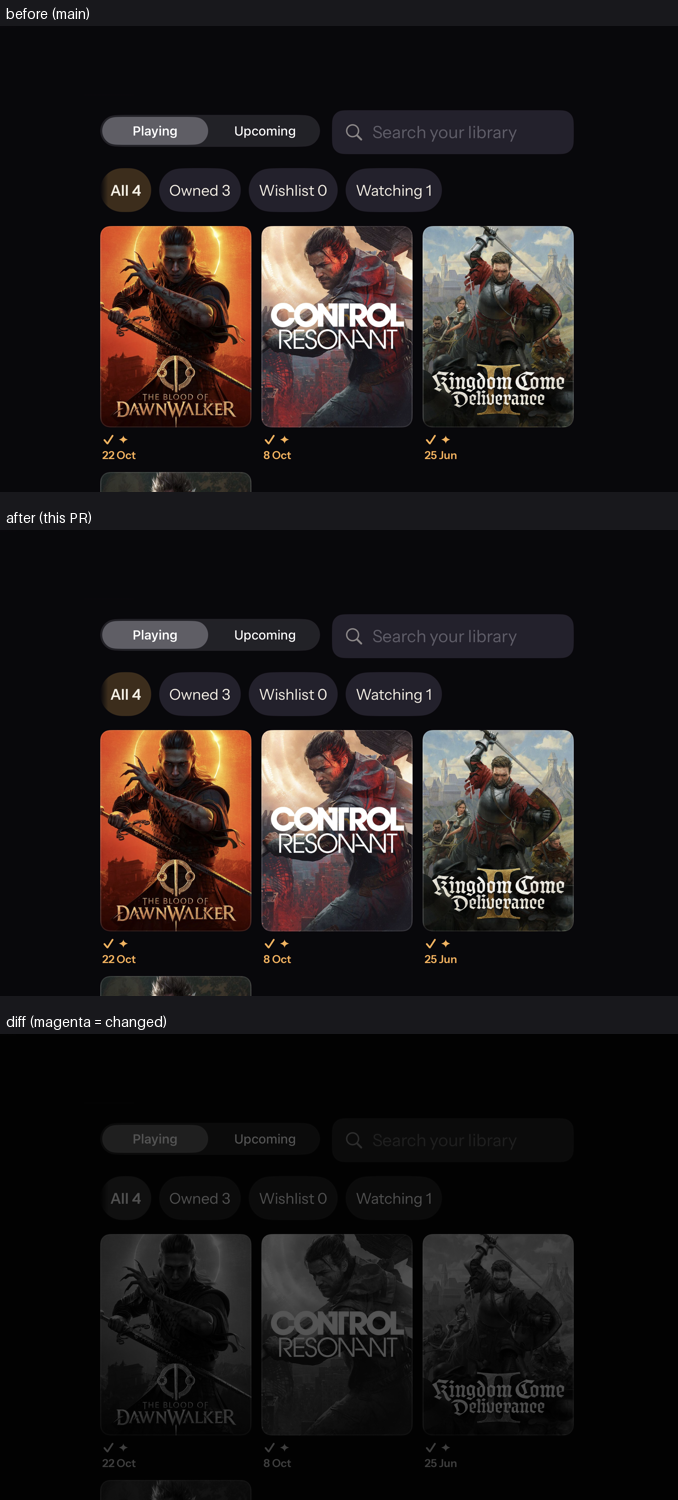 before (main)
Playing Upcoming Search your library
All 4 Owned 3 Wishlist 0 Watching 1
THE BLOOD OF
DAWNWALKER
CONTROL
RESONANT
Kingdom Come
II
Deliverance
22 Oct 8 Oct 25 Jun
after (this PR)
Playing Upcoming Search your library
All 4 Owned 3 Wishlist 0 Watching 1
THE BLOOD OF
DAWNWALKER
CONTROL
RESONANT
Kingdom Come
II
Deliverance
22 Oct 8 Oct 25 Jun
diff (magenta = changed)
Playing Upcoming Search your library
All 4 Owned 3 Wishlist 0 Watching 1
THE BLOOD OF
DAWNWALKER
CONTROL
RESONANT
Kingdom Come
II
Deliverance
22 Oct 8 Oct 25 Jun